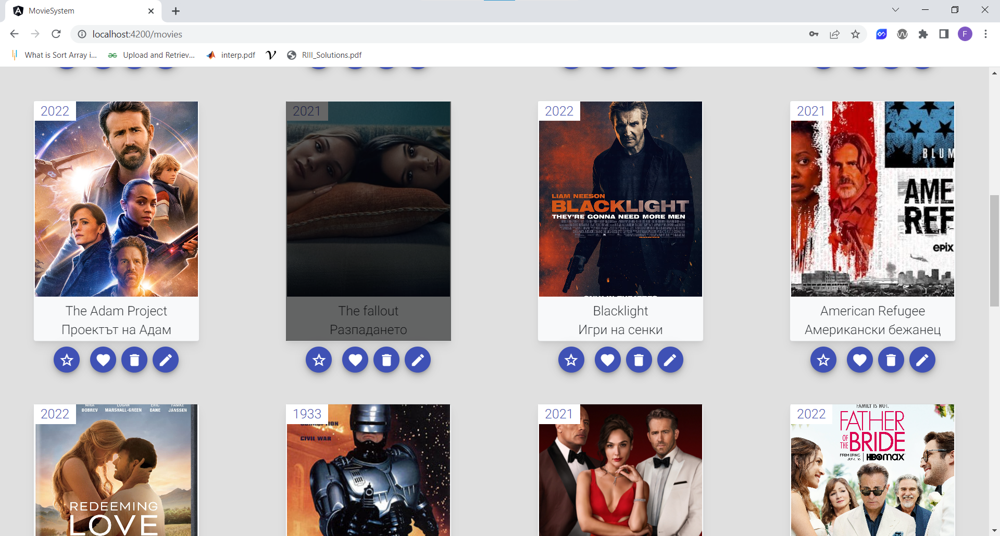 MovieSystem
localhost:4200/movies
F
What is Sort Array i...
Upload and Retriev...
interp.pdf
RIII_Solutions.pdf
2022
2021
2022
2021
BLUM
LIAM NEESON
BLACKLIGHT
THEY'RE GONNA NEED MORE MEN
AME
REF
epix
The Adam Project
Проектът на Адам
The fallout
Разпадането
Blacklight
Игри на сенки
American Refugee
Американски бежанец
2022
NINA DOBREV
LOGAN MARSHALL-GREEN
ERIC DANE
FAMKE JANSSEN
REDEEMING
LOVE
1933
CIVIL WAR
2021
2022
FAMILY IS NOT.
FATHER
OF THE BRIDE
PREMIERING JUNE 16
HBOmax